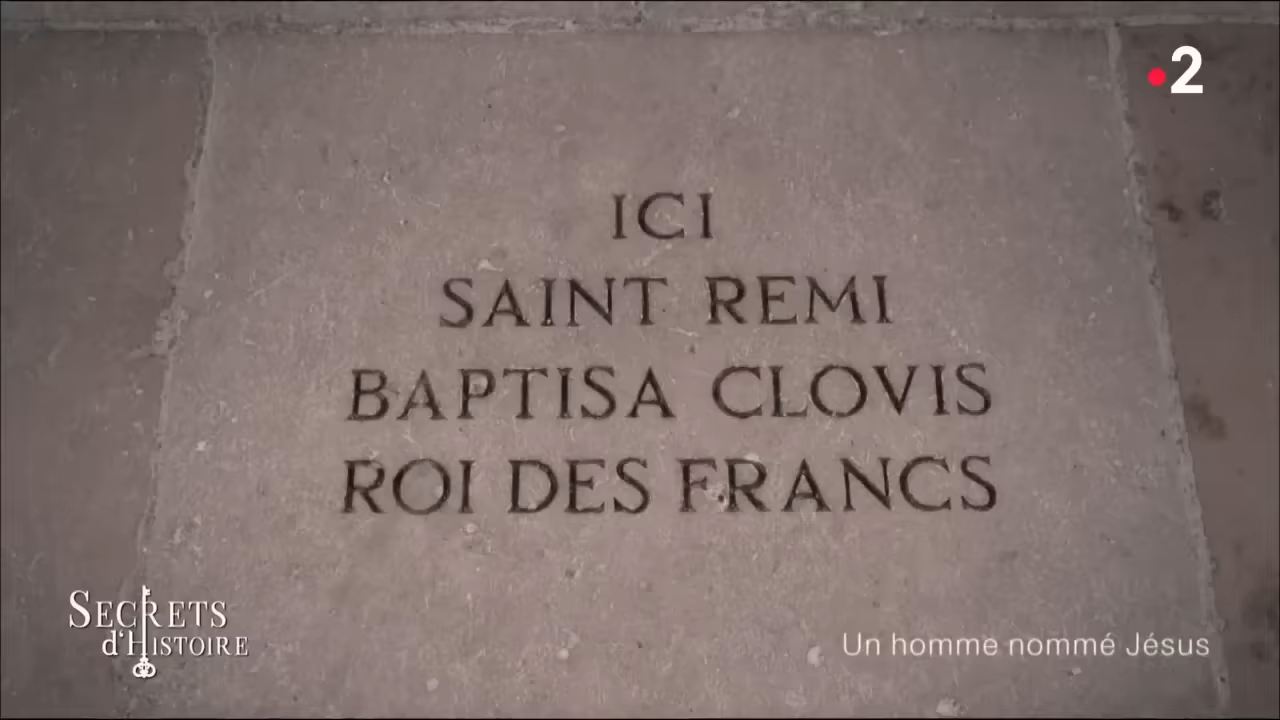 2
ICI
SAINT REMI
BAPTISA CLOVIS
ROI DES FRANCS
SECRETS
d'HISTOIRE
Un homme nommé Jésus